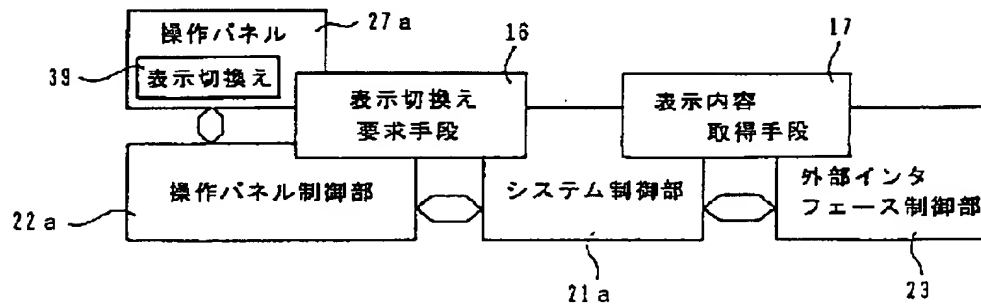 操作パネル
27a
16
17
39
表示切換え
表示切換え
要求手段
表示内容
取得手段
操作パネル制御部
システム制御部
外部インタ
フェース制御部
22a
21a
23